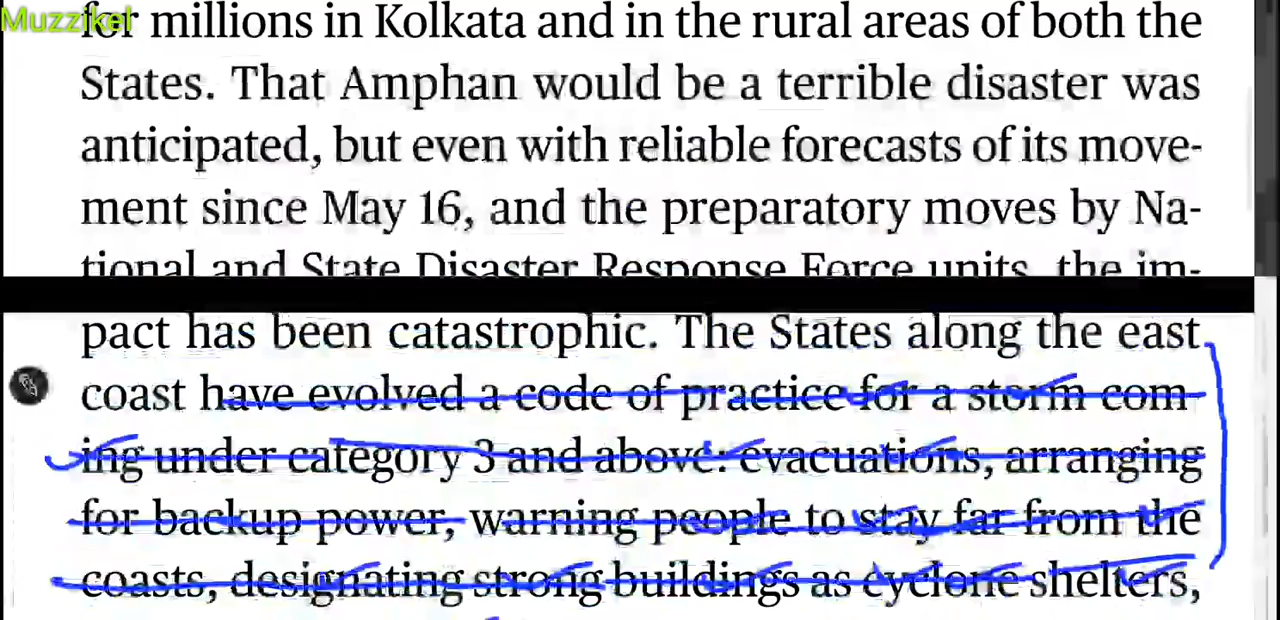 Muzzikel
for millions in Kolkata and in the rural areas of both the
States. That Amphan would be a terrible disaster was
anticipated, but even with reliable forecasts of its move-
ment since May 16, and the preparatory moves by Na-
tional and State Disaster Response Force units, the im-
pact has been catastrophic. The States along the east
coast have evolved a code of practice for a storm com-
ing under category 3 and above: evacuations, arranging
for backup power, warning people to stay far from the
coasts, designating strong buildings as cyclone shelters,